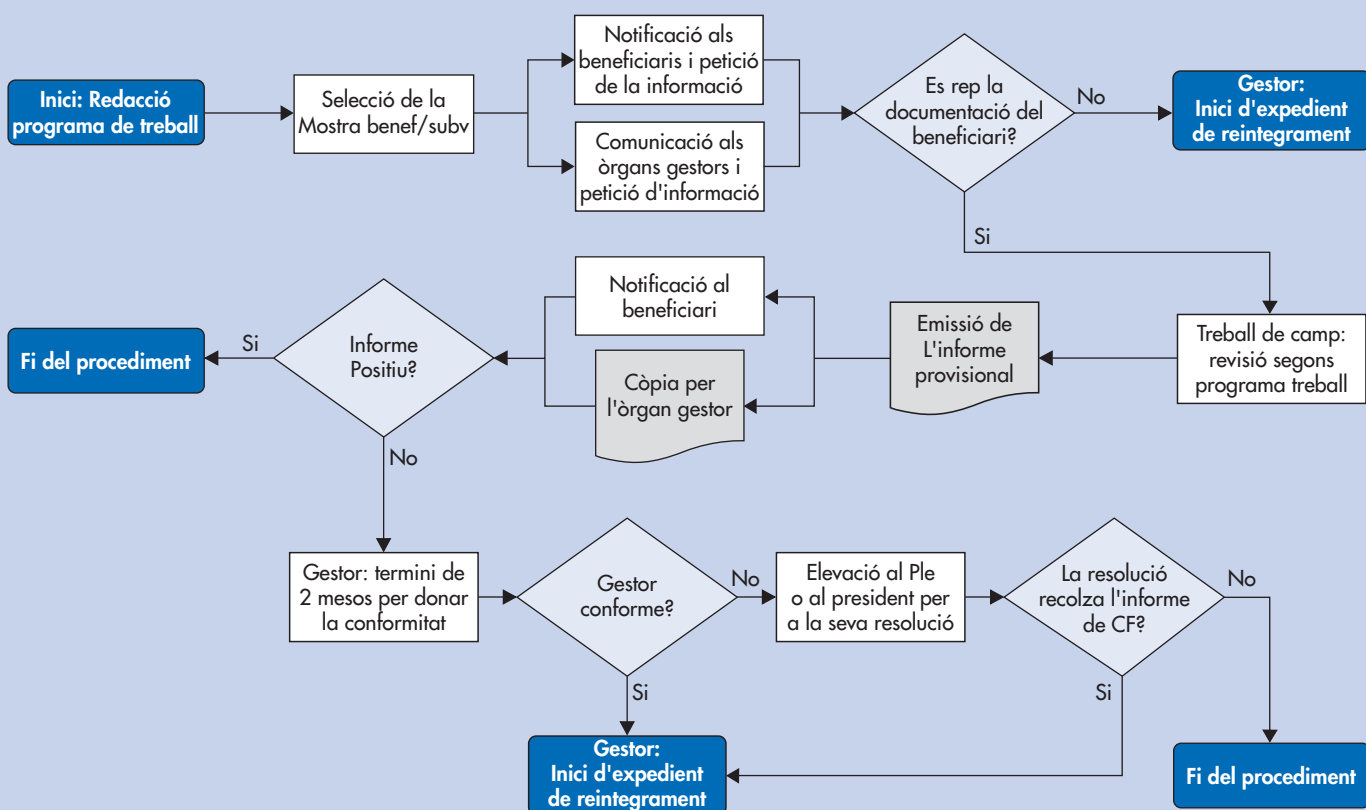 Inici: Redacció
programa de treball
Selecció de la
Mostra benef/subv
Notificació als
beneficiaris i petició
de la informació
Comunicació als
òrgans gestors i
petició d'informació
Es rep la
documentació del
beneficiari?
No
Gestor:
Inici d'expedient
de reintegrament
Si
Treball de camp:
revisió segons
programa treball
Emissió de
L'informe
provisional
Notificació al
beneficiari
Còpia per
l'òrgan gestor
Informe
Positiu?
Si
Fi del procediment
No
Gestor: termini de
2 mesos per donar
la conformitat
Gestor
conforme?
No
Elevació al Ple
o al president per
a la seva resolució
La resolució
recolza l'informe
de CF?
No
Si
Si
Gestor:
Inici d'expedient
de reintegrament
Fi del procediment